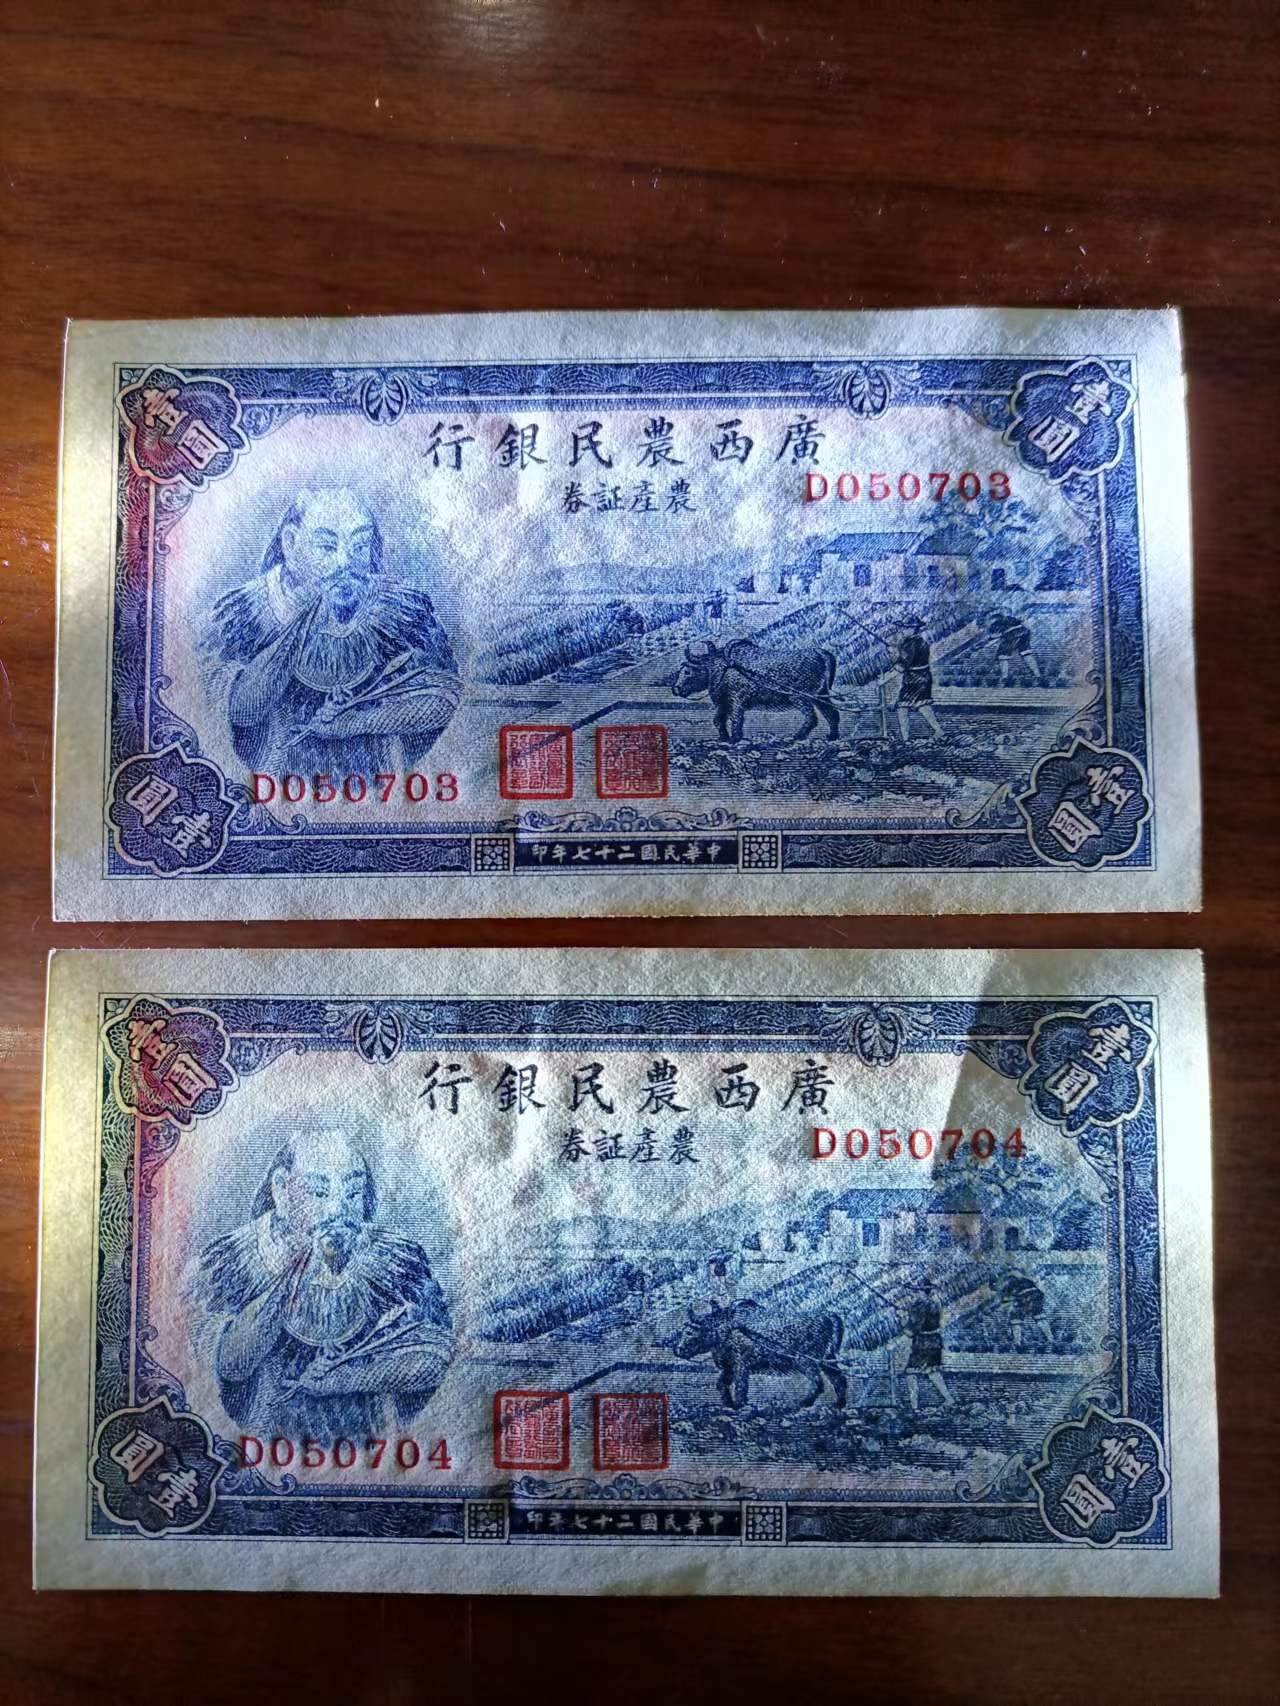 壹圓
壹圓
行銀民農西廣
D050703
券証產農
D050703
圓壹
壹圓
印年七十二國民華中
壹圓
壹圓
行銀民農西廣
D050704
券証產農
D050704
圓壹
壹圓
印年七十二國民華中